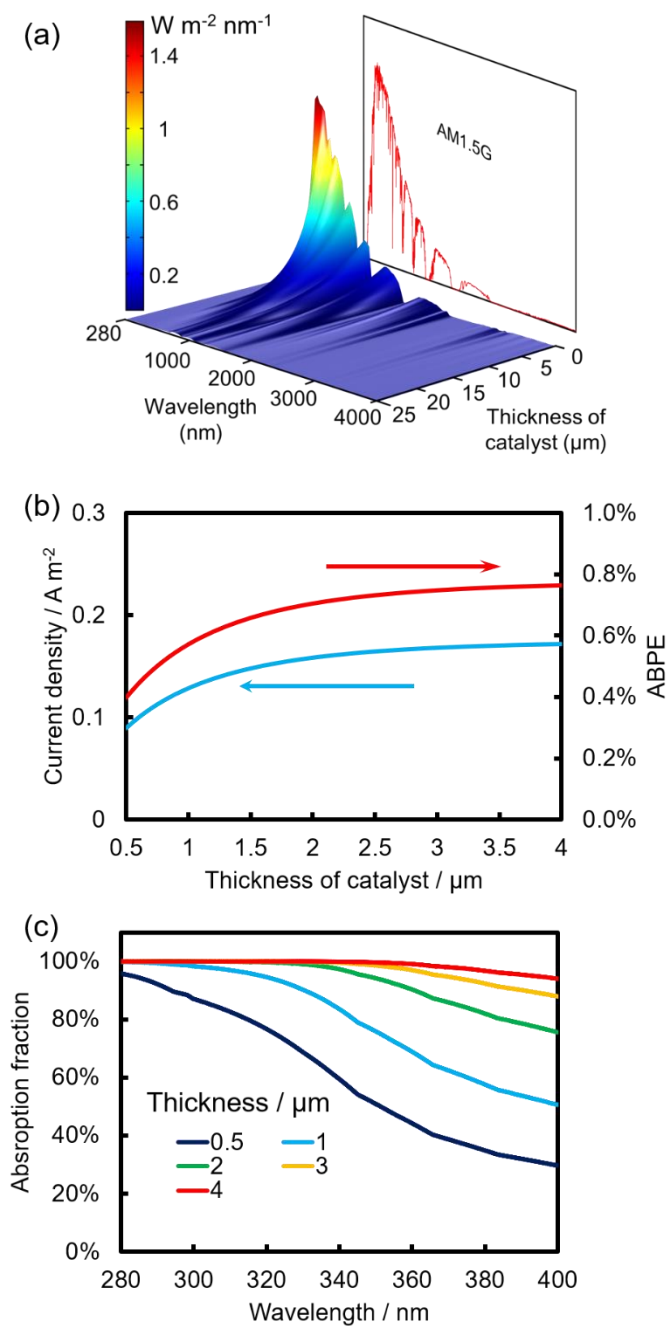 (a)
W m-2 nm-1
1.4
1
0.6
0.2
AM1.5G
280
1000
2000
3000
4000
Wavelength
(nm)
0
5
10
15
20
25
Thickness of
catalyst (μm)
(b)
0.3
0.2
0.1
0
Current density / A m-2
1.0%
0.8%
0.6%
0.4%
0.2%
0.0%
ABPE
0.5 1 1.5 2 2.5 3 3.5 4
Thickness of catalyst / μm
(c)
100%
80%
60%
40%
20%
0%
Absroption fraction
Thickness / μm
0.5 1
2 3
4
280 300 320 340 360 380 400
Wavelength / nm